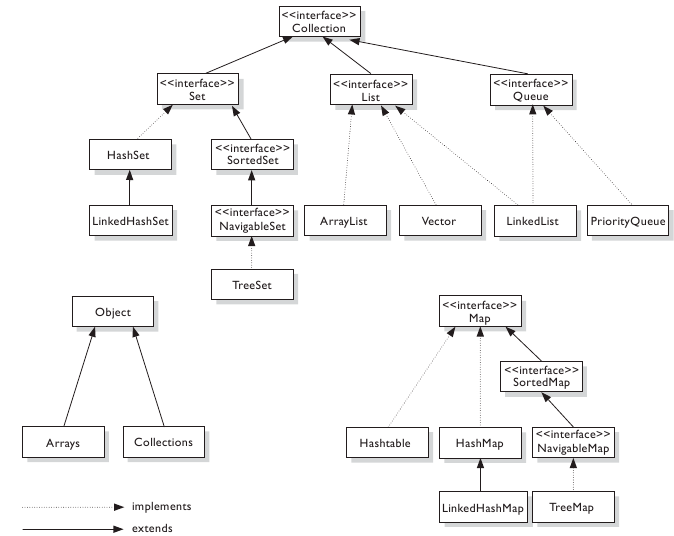 <<interface>>
Collection
<<interface>>
Set
<<interface>>
List
<<interface>>
Queue
HashSet
<<interface>>
SortedSet
LinkedHashSet
<<interface>>
NavigableSet
ArrayList
Vector
LinkedList
PriorityQueue
TreeSet
Object
<<interface>>
Map
<<interface>>
SortedMap
Arrays
Collections
Hashtable
HashMap
<<interface>>
NavigableMap
LinkedHashMap
TreeMap
implements
extends